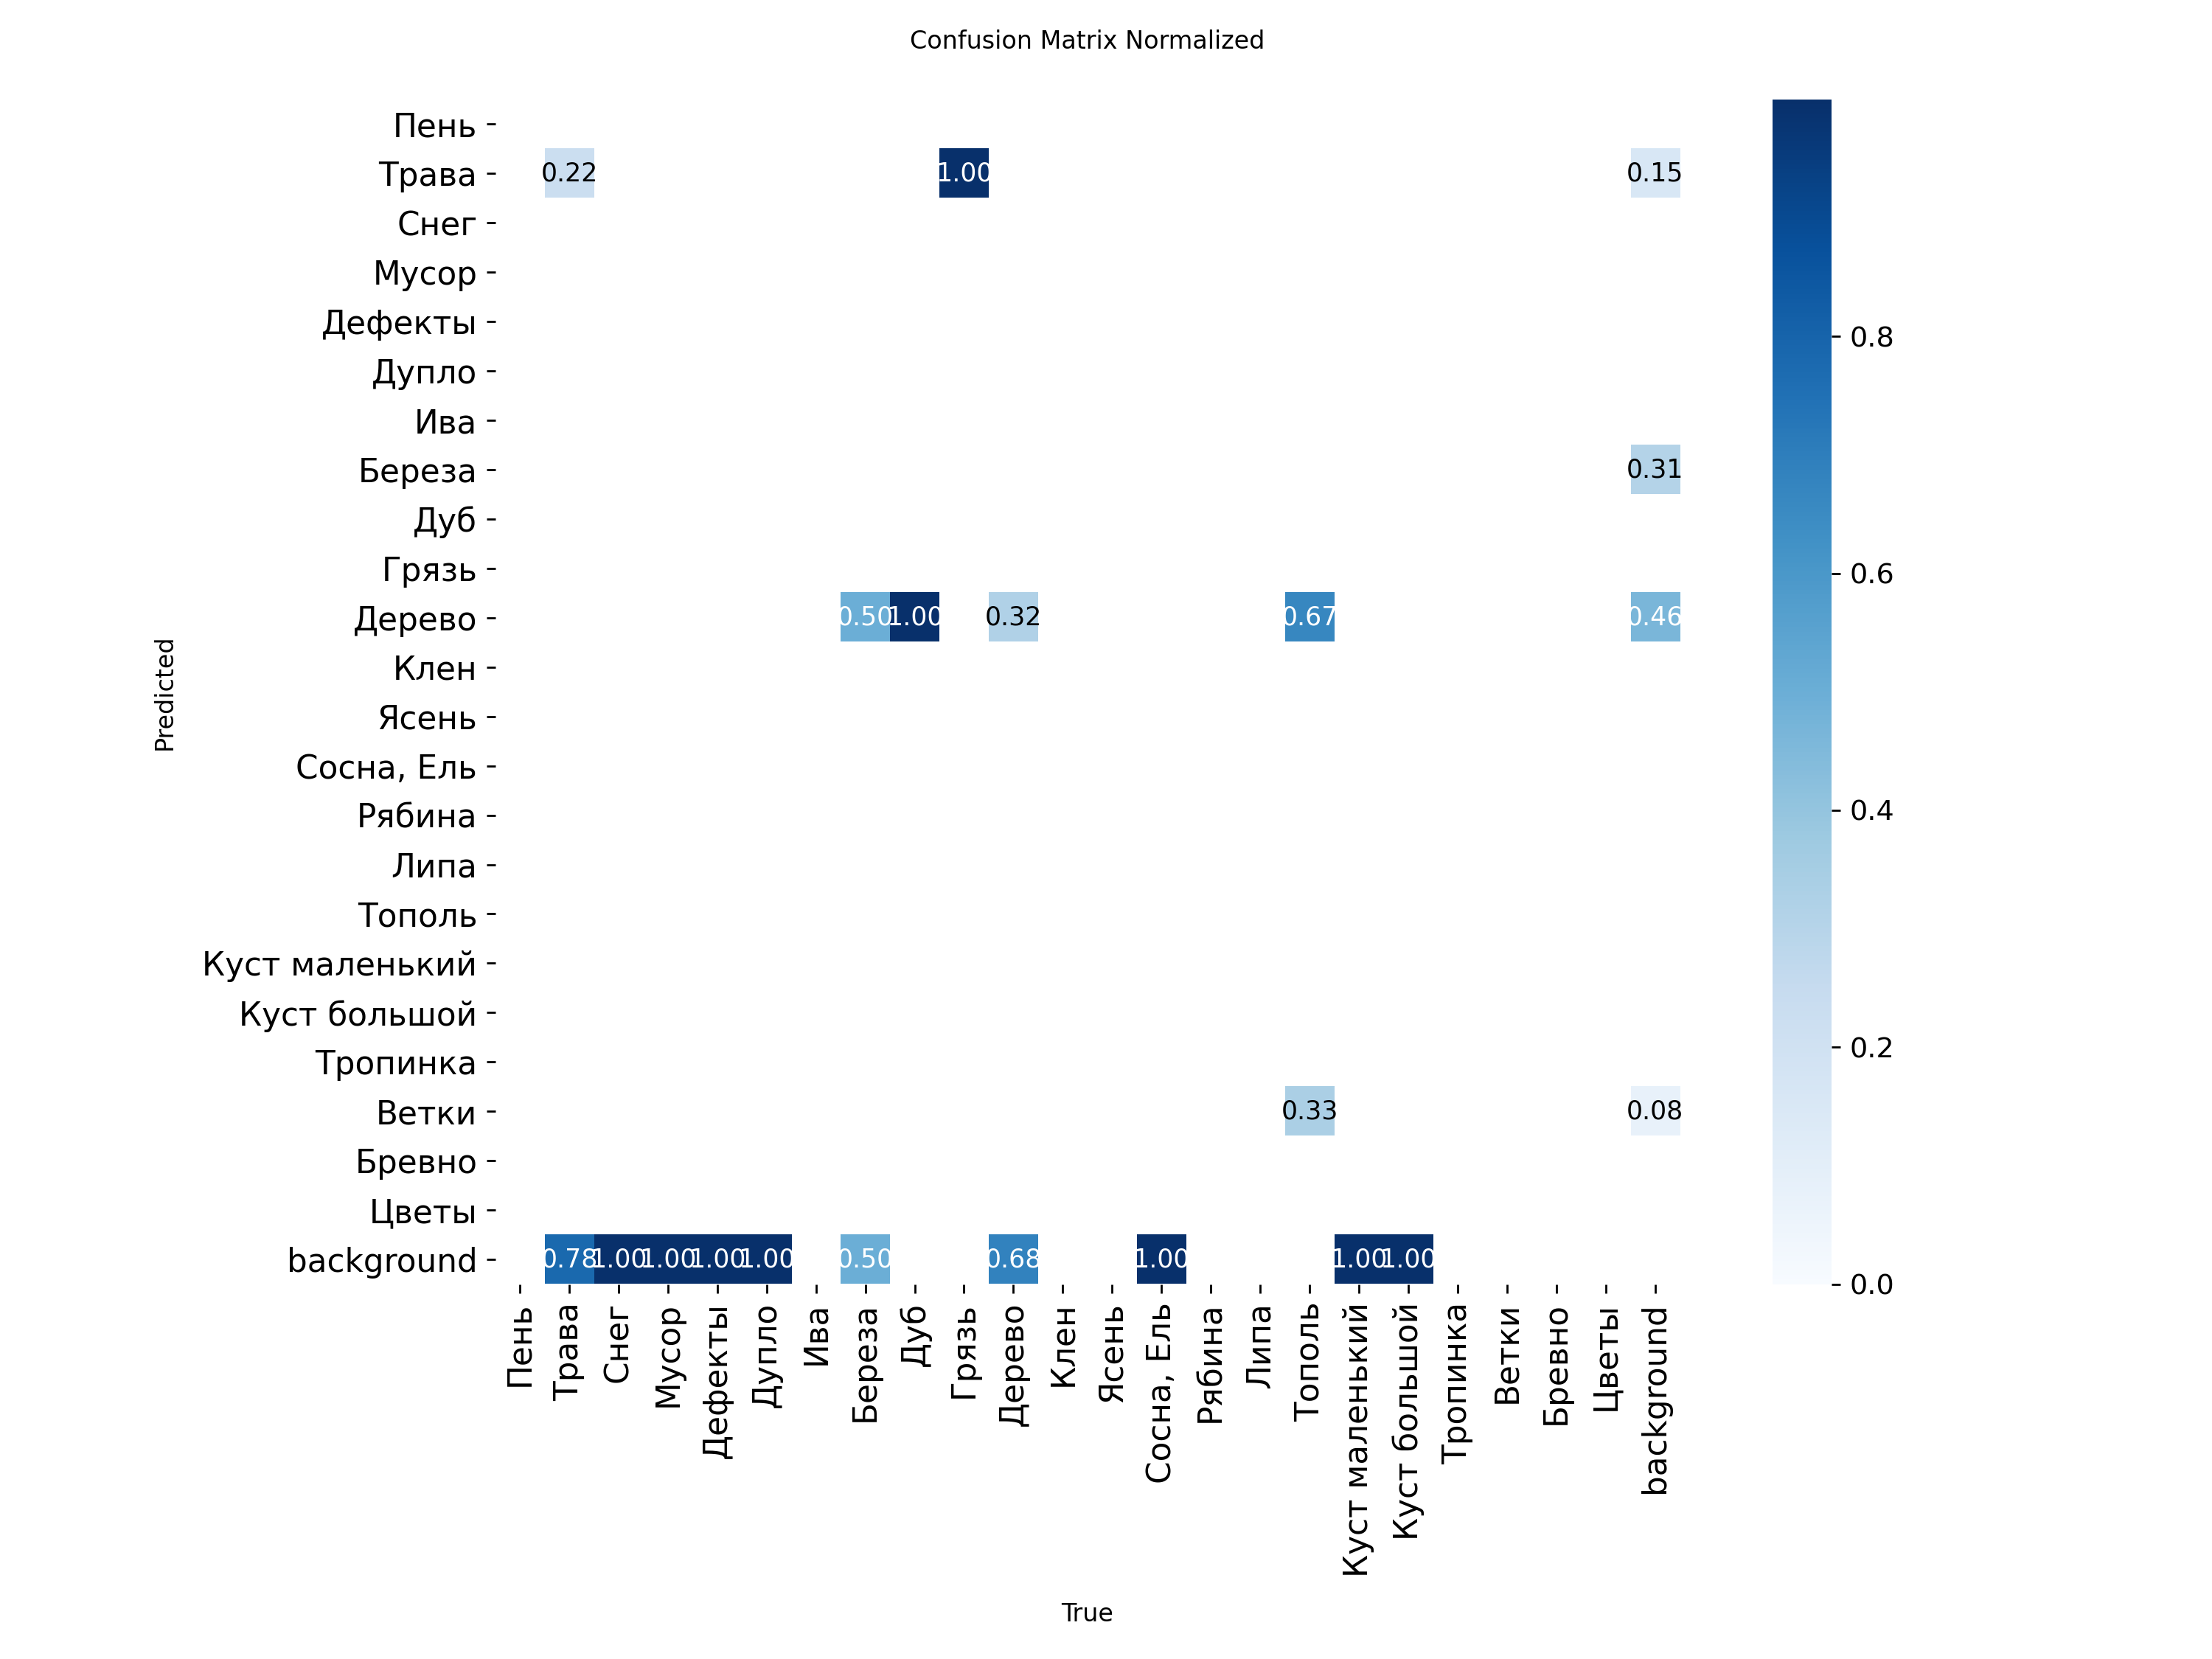 Confusion Matrix Normalized
Пень
Трава 0.22 1.00 0.15
Снег
Мусор
Дефекты
Дупло
Ива
Береза 0.31
Дуб
Грязь
Дерево 0.50 1.00 0.32 0.67 0.46
Клен
Ясень
Сосна, Ель
Рябина
Липа
Тополь
Куст маленький
Куст большой
Тропинка
Ветки 0.33 0.08
Бревно
Цветы
background 0.78 1.00 1.00 1.00 1.00 0.50 0.68 1.00 1.00 1.00
Predicted
Пень
Трава
Снег
Мусор
Дефекты
Дупло
Ива
Береза
Дуб
Грязь
Дерево
Клен
Ясень
Сосна, Ель
Рябина
Липа
Тополь
Куст маленький
Куст большой
Тропинка
Ветки
Бревно
Цветы
background
True
0.8
0.6
0.4
0.2
0.0